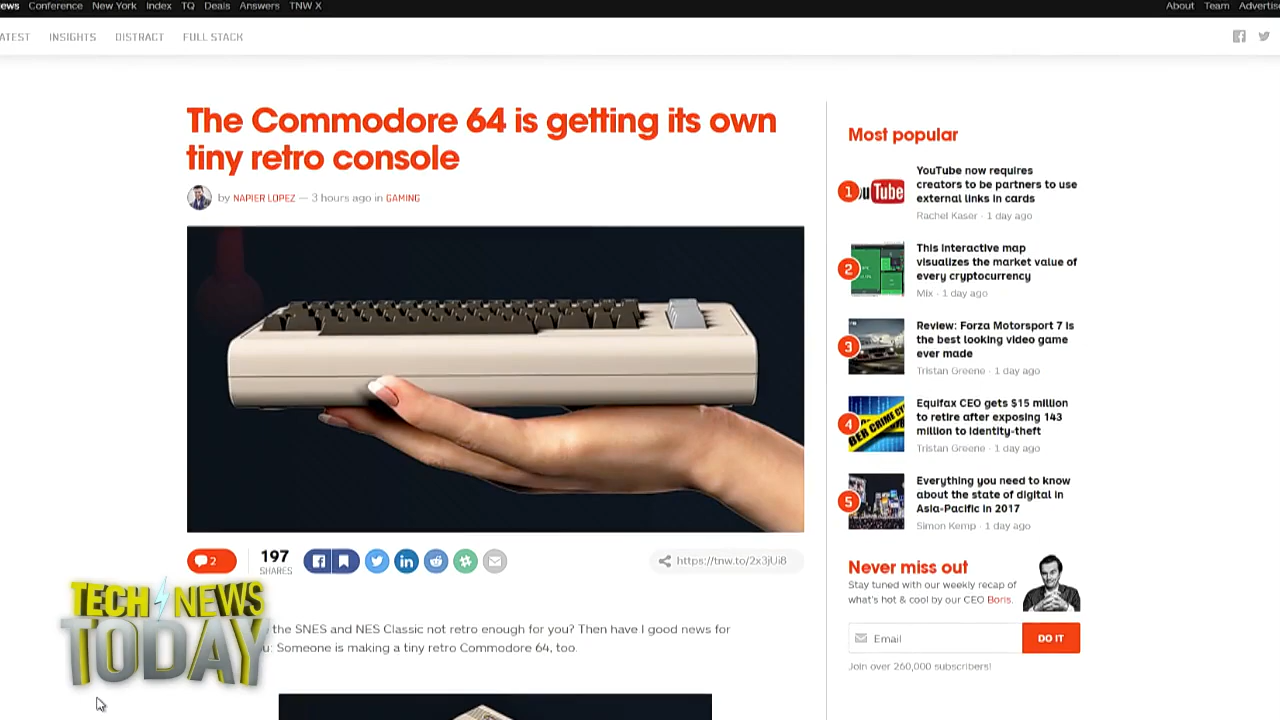 ews Conference New York Index TQ Deals Answers TNW X About Team Advertise
ATEST INSIGHTS DISTRACT FULL STACK
The Commodore 64 is getting its own
tiny retro console
by NAPIER LOPEZ — 3 hours ago in GAMING
2
197
SHARES
https://tnw.to/2x3jUi8
the SNES and NES Classic not retro enough for you? Then have I good news for
u: Someone is making a tiny retro Commodore 64, too.
TECH NEWS
TODAY
Most popular
1
u Tube
YouTube now requires
creators to be partners to use
external links in cards
Rachel Kaser · 1 day ago
2
This interactive map
visualizes the market value of
every cryptocurrency
Mix · 1 day ago
3
Review: Forza Motorsport 7 is
the best looking video game
ever made
Tristan Greene · 1 day ago
4
BER CRIME CY
Equifax CEO gets $15 million
to retire after exposing 143
million to identity-theft
Tristan Greene · 1 day ago
5
Everything you need to know
about the state of digital in
Asia-Pacific in 2017
Simon Kemp · 1 day ago
Never miss out
Stay tuned with our weekly recap of
what's hot & cool by our CEO Boris.
Email
DO IT
Join over 260,000 subscribers!